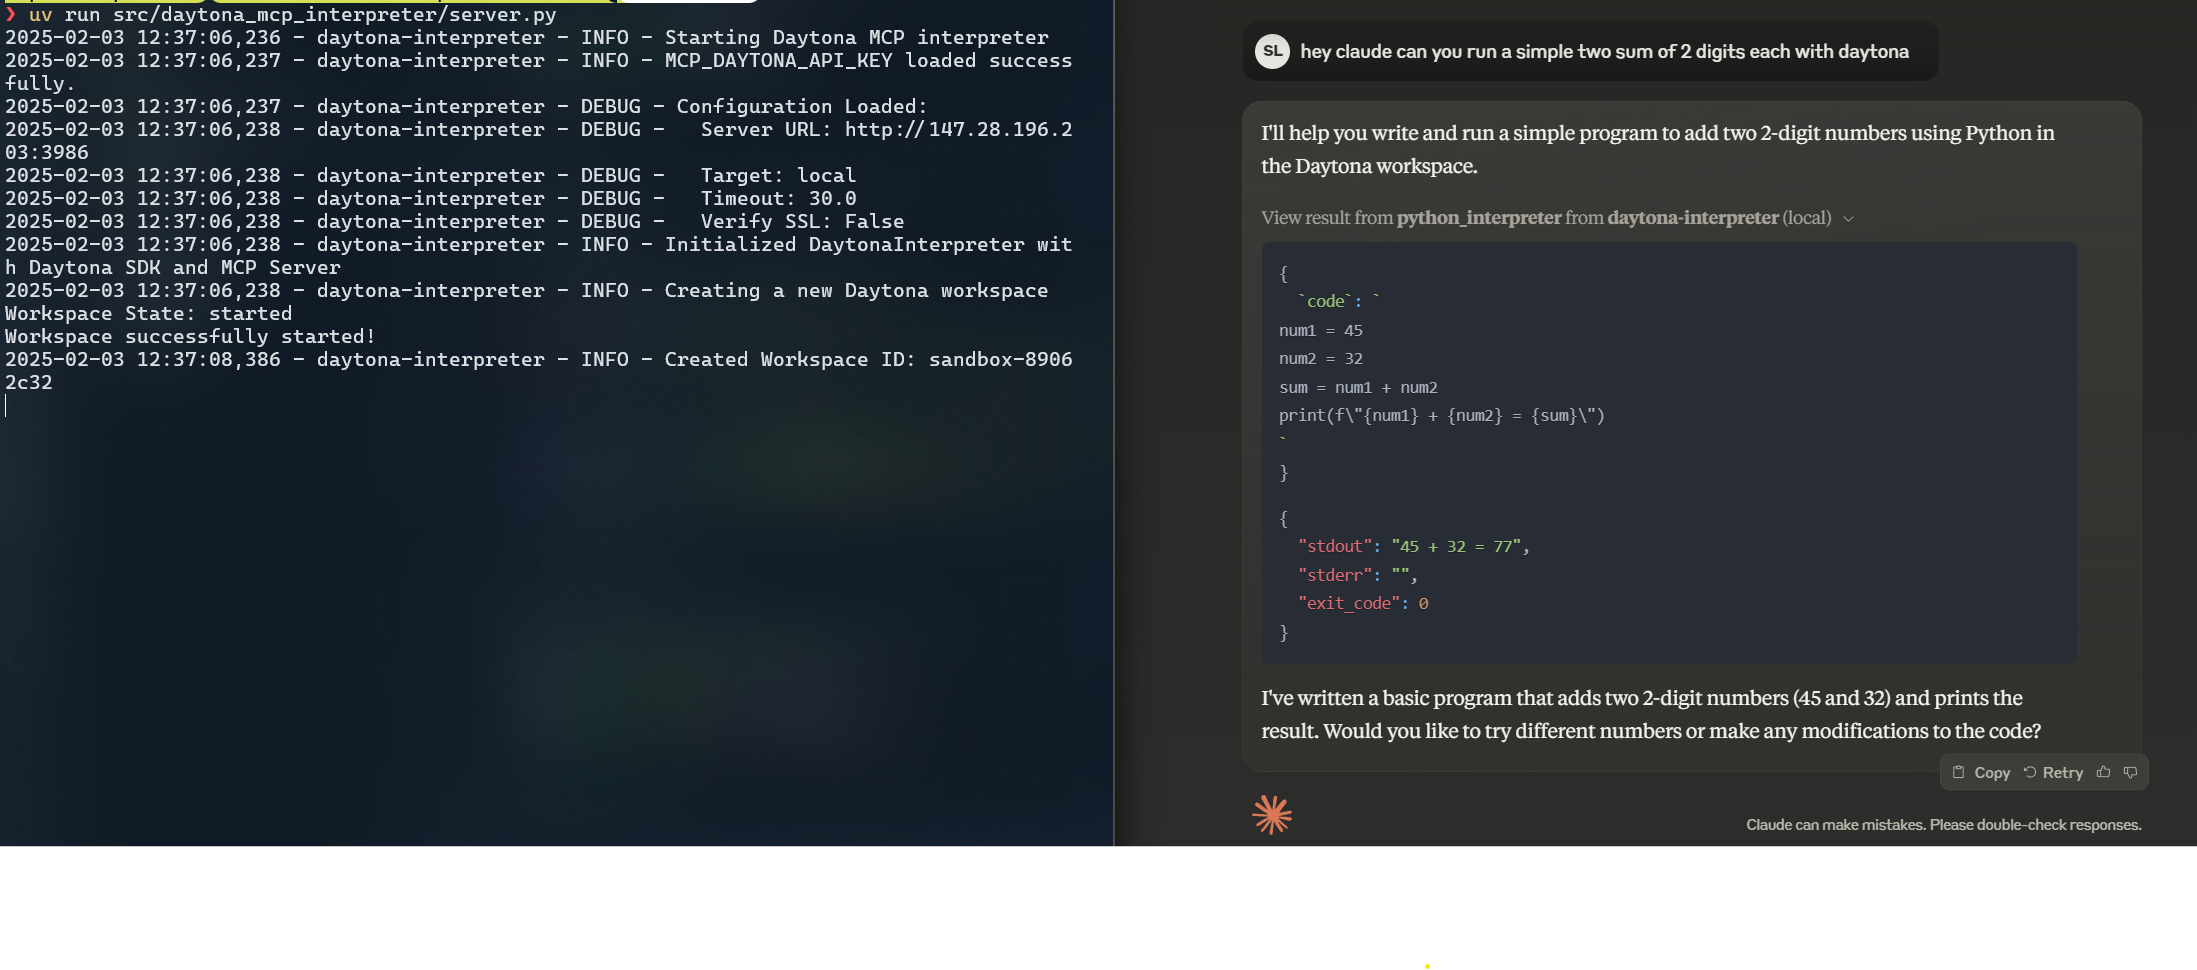 ❯ uv run src/daytona_mcp_interpreter/server.py
2025-02-03 12:37:06,236 - daytona-interpreter - INFO - Starting Daytona MCP interpreter
2025-02-03 12:37:06,237 - daytona-interpreter - INFO - MCP_DAYTONA_API_KEY loaded success
fully.
2025-02-03 12:37:06,237 - daytona-interpreter - DEBUG - Configuration Loaded:
2025-02-03 12:37:06,238 - daytona-interpreter - DEBUG -   Server URL: http://147.28.196.2
03:3986
2025-02-03 12:37:06,238 - daytona-interpreter - DEBUG -   Target: local
2025-02-03 12:37:06,238 - daytona-interpreter - DEBUG -   Timeout: 30.0
2025-02-03 12:37:06,238 - daytona-interpreter - DEBUG -   Verify SSL: False
2025-02-03 12:37:06,238 - daytona-interpreter - INFO - Initialized DaytonaInterpreter wit
h Daytona SDK and MCP Server
2025-02-03 12:37:06,238 - daytona-interpreter - INFO - Creating a new Daytona workspace
Workspace State: started
Workspace successfully started!
2025-02-03 12:37:08,386 - daytona-interpreter - INFO - Created Workspace ID: sandbox-8906
2c32
SL hey claude can you run a simple two sum of 2 digits each with daytona
I'll help you write and run a simple program to add two 2-digit numbers using Python in
the Daytona workspace.
View result from python_interpreter from daytona-interpreter (local)
{
  `code`: `
num1 = 45
num2 = 32
sum = num1 + num2
print(f\"{num1} + {num2} = {sum}\")
`
}
{
  "stdout": "45 + 32 = 77",
  "stderr": "",
  "exit_code": 0
}
I've written a basic program that adds two 2-digit numbers (45 and 32) and prints the
result. Would you like to try different numbers or make any modifications to the code?
Copy Retry
Claude can make mistakes. Please double-check responses.